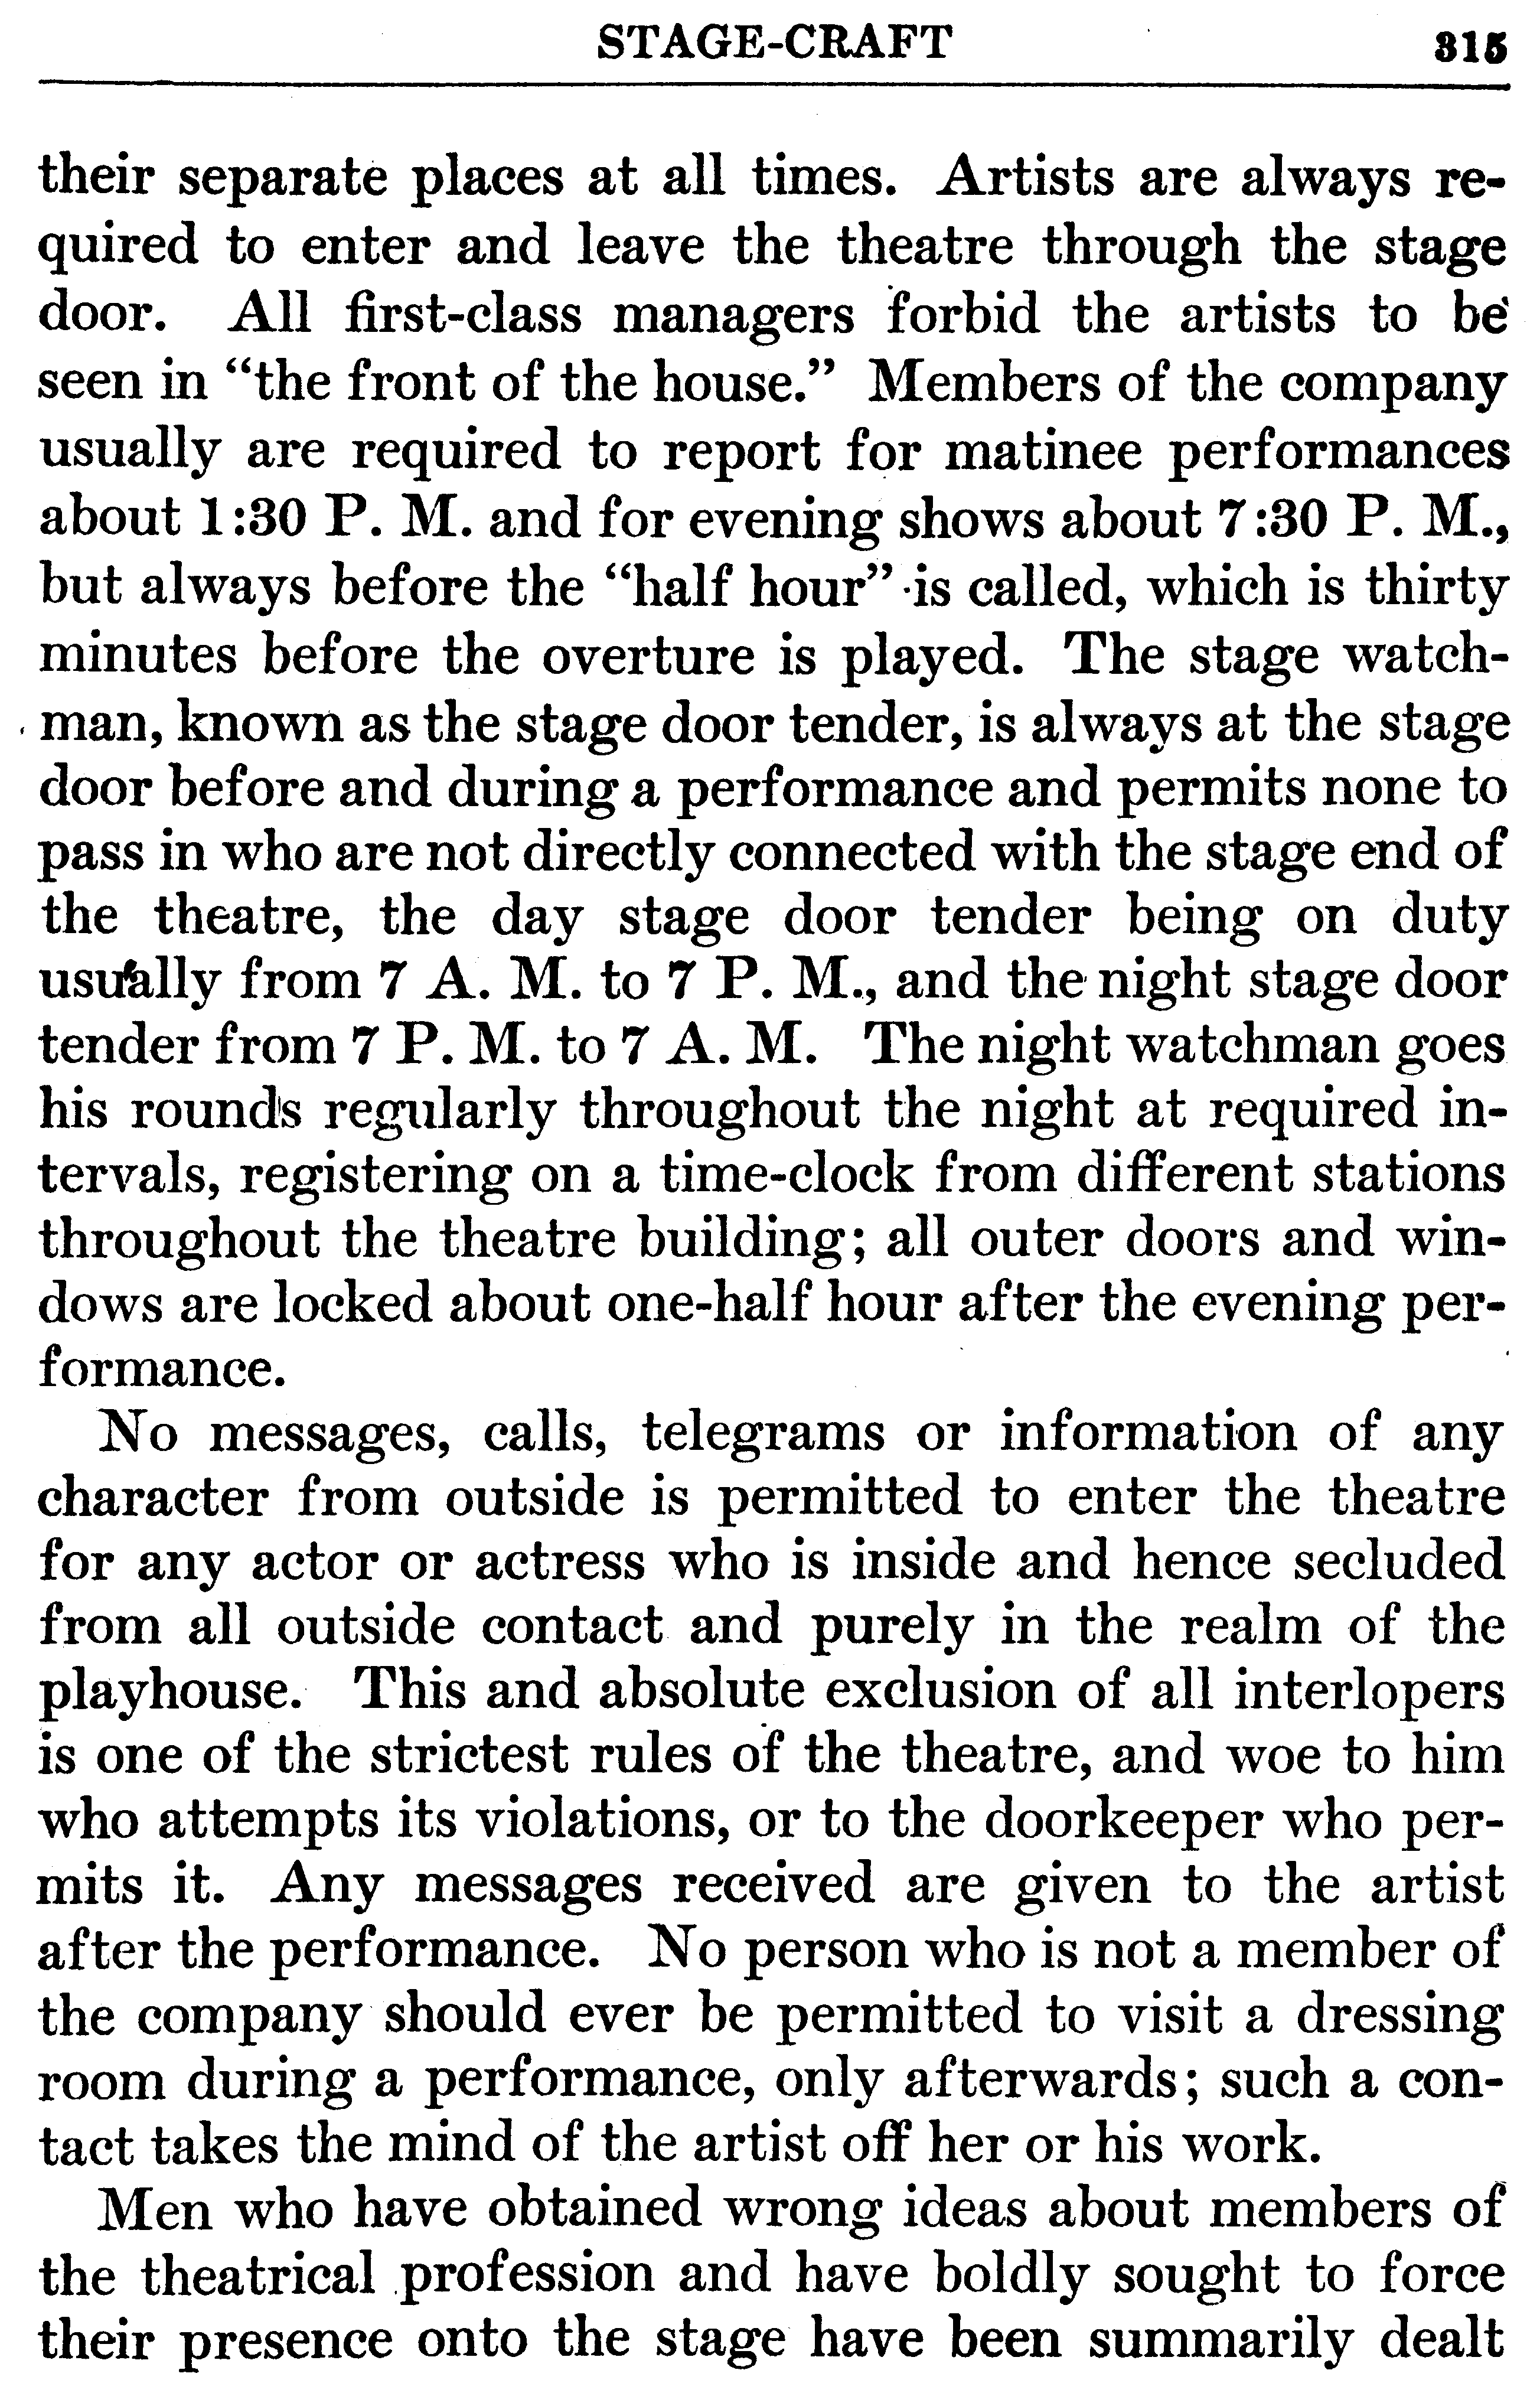 STAGE-CRAFT 315
their separate places at all times. Artists are always re-
quired to enter and leave the theatre through the stage
door. All first-class managers forbid the artists to be
seen in “the front of the house.” Members of the company
usually are required to report for matinee performances
about 1:30 P. M. and for evening shows about 7:30 P. M.,
but always before the “half hour” is called, which is thirty
minutes before the overture is played. The stage watch-
man, known as the stage door tender, is always at the stage
door before and during a performance and permits none to
pass in who are not directly connected with the stage end of
the theatre, the day stage door tender being on duty
usually from 7 A. M. to 7 P. M., and the night stage door
tender from 7 P. M. to 7 A. M. The night watchman goes
his rounds regularly throughout the night at required in-
tervals, registering on a time-clock from different stations
throughout the theatre building; all outer doors and win-
dows are locked about one-half hour after the evening per-
formance.
No messages, calls, telegrams or information of any
character from outside is permitted to enter the theatre
for any actor or actress who is inside and hence secluded
from all outside contact and purely in the realm of the
playhouse. This and absolute exclusion of all interlopers
is one of the strictest rules of the theatre, and woe to him
who attempts its violations, or to the doorkeeper who per-
mits it. Any messages received are given to the artist
after the performance. No person who is not a member of
the company should ever be permitted to visit a dressing
room during a performance, only afterwards; such a con-
tact takes the mind of the artist off her or his work.
Men who have obtained wrong ideas about members of
the theatrical profession and have boldly sought to force
their presence onto the stage have been summarily dealt